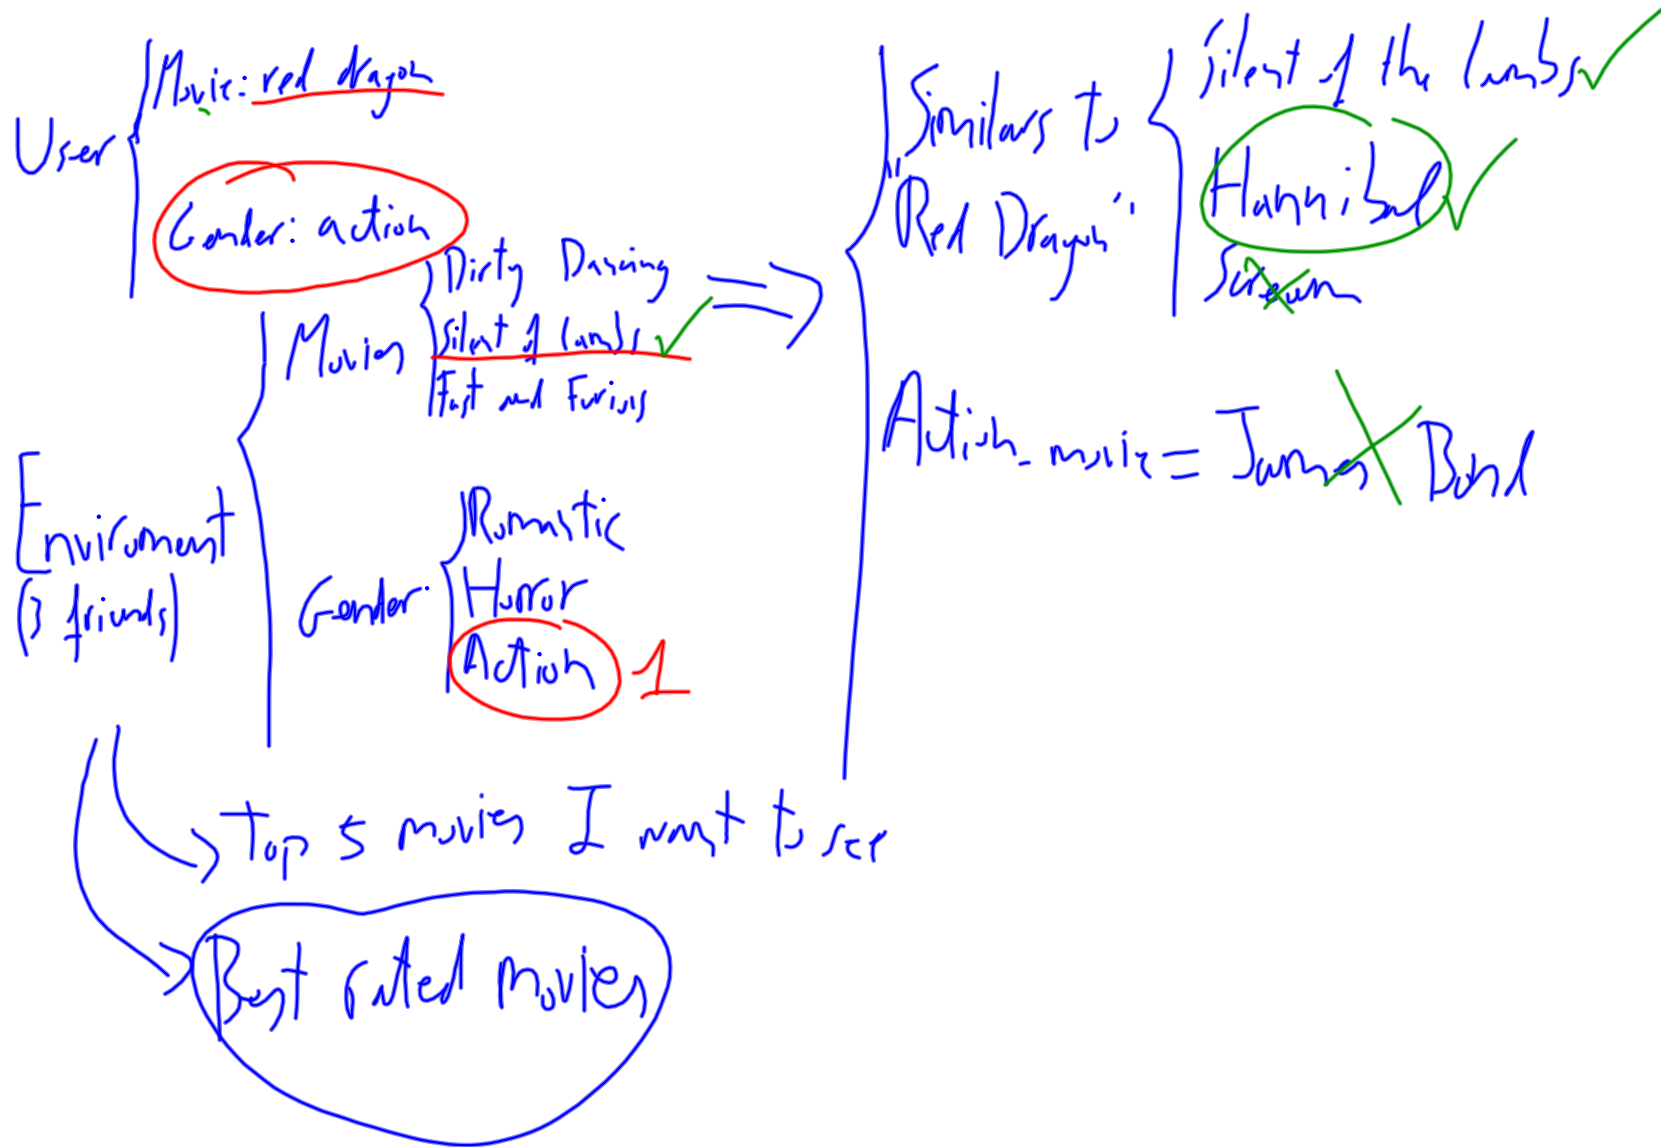 User
Movie: red dragon
Gender: action
Enviroment
(3 friends)
Movies
Dirty Dancing
Silent of lambs
Fast and Furious
Gender:
Romantic
Horror
Action 1
Top 5 movies I want to see
Best rated movies
Similars to
"Red Dragon"
Silent of the lambs
Hannibal
Scream
Action_movie = James Bond